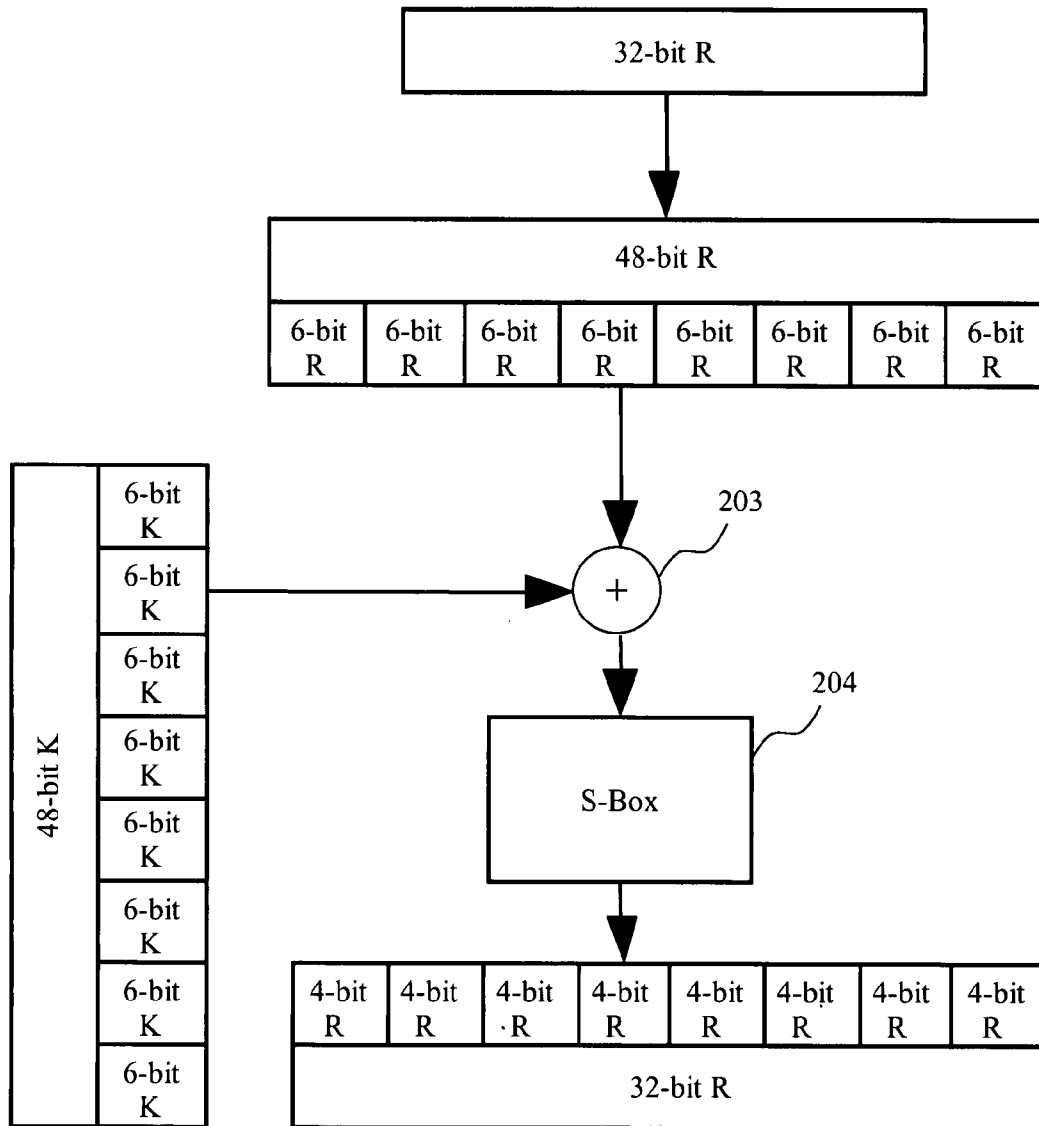 32-bit R
48-bit R
6-bit 6-bit 6-bit 6-bit 6-bit 6-bit 6-bit 6-bit
R R R R R R R R
203
+
48-bit K
6-bit
K
6-bit
K
6-bit
K
6-bit
K
6-bit
K
6-bit
K
6-bit
K
6-bit
K
204
S-Box
4-bit 4-bit 4-bit 4-bit 4-bit 4-bit 4-bit 4-bit
R R R R R R R R
32-bit R